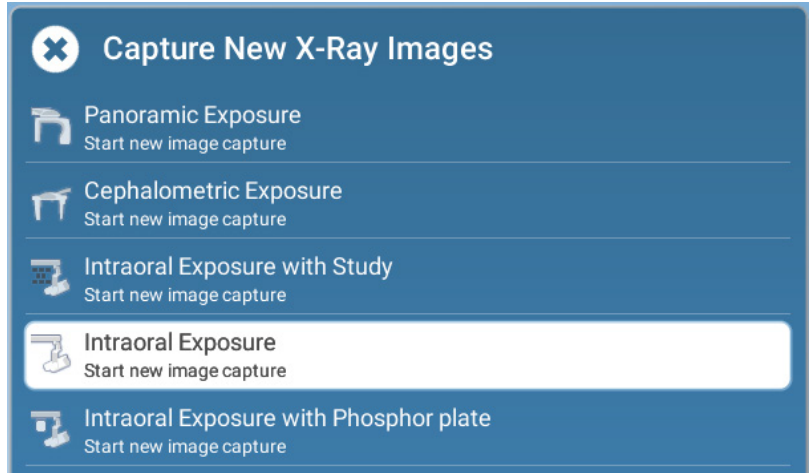 Capture New X-Ray Images
Panoramic Exposure
Start new image capture
Cephalometric Exposure
Start new image capture
Intraoral Exposure with Study
Start new image capture
Intraoral Exposure
Start new image capture
Intraoral Exposure with Phosphor plate
Start new image capture